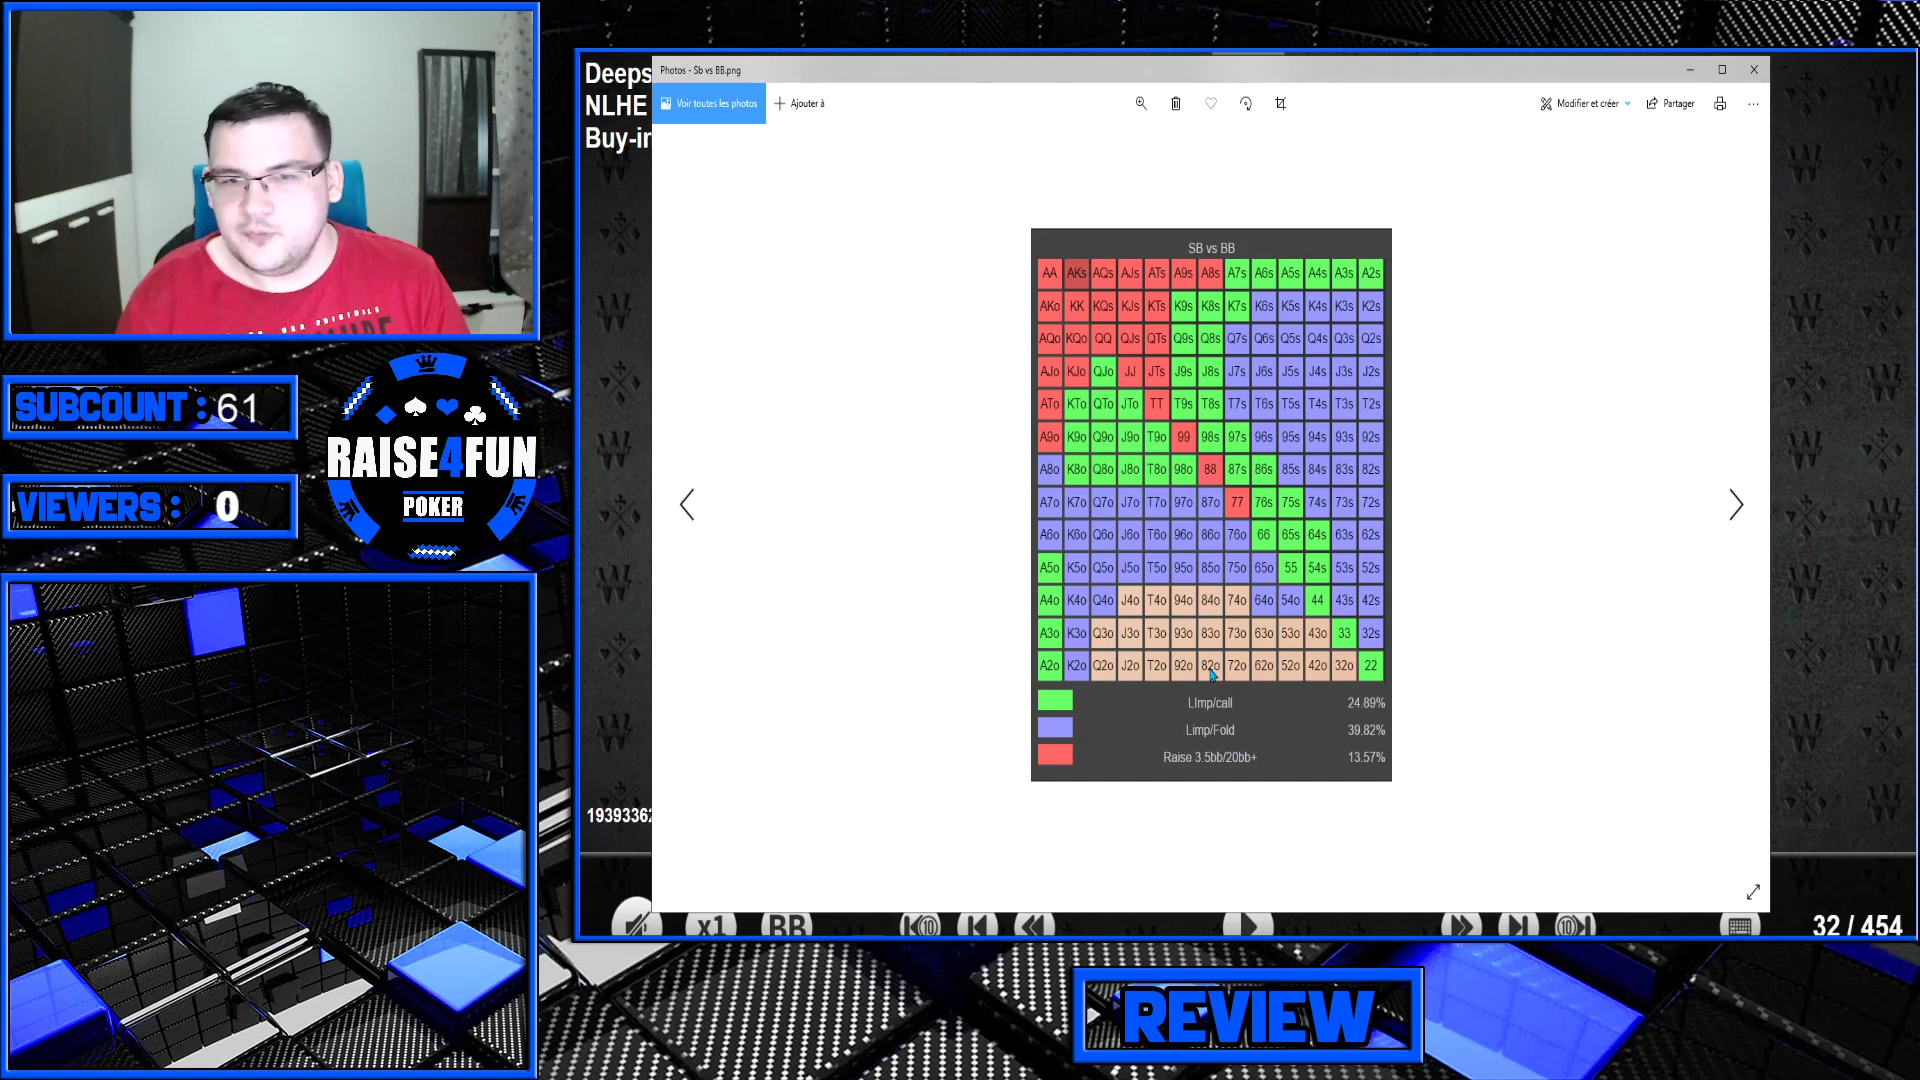 Deeps
NLHE
Buy-in
Photos - Sb vs BB.png
Voir toutes les photos
Ajouter à
Modifier et créer
Partager
SB vs BB
AA AKs AQs AJs ATs A9s A8s A7s A6s A5s A4s A3s A2s
AKo KK KQs KJs KTs K9s K8s K7s K6s K5s K4s K3s K2s
AQo KQo QQ QJs QTs Q9s Q8s Q7s Q6s Q5s Q4s Q3s Q2s
AJo KJo QJo JJ JTs J9s J8s J7s J6s J5s J4s J3s J2s
ATo KTo QTo JTo TT T9s T8s T7s T6s T5s T4s T3s T2s
A9o K9o Q9o J9o T9o 99 98s 97s 96s 95s 94s 93s 92s
A8o K8o Q8o J8o T8o 98o 88 87s 86s 85s 84s 83s 82s
A7o K7o Q7o J7o T7o 97o 87o 77 76s 75s 74s 73s 72s
A6o K6o Q6o J6o T6o 96o 86o 76o 66 65s 64s 63s 62s
A5o K5o Q5o J5o T5o 95o 85o 75o 65o 55 54s 53s 52s
A4o K4o Q4o J4o T4o 94o 84o 74o 64o 54o 44 43s 42s
A3o K3o Q3o J3o T3o 93o 83o 73o 63o 53o 43o 33 32s
A2o K2o Q2o J2o T2o 92o 82o 72o 62o 52o 42o 32o 22
LImp/call 24.89%
Limp/Fold 39.82%
Raise 3.5bb/20bb+ 13.57%
SUBCOUNT : 61
VIEWERS : 0
RAISE4FUN
POKER
1939336
x1
BB
10
10
32 / 454
REVIEW